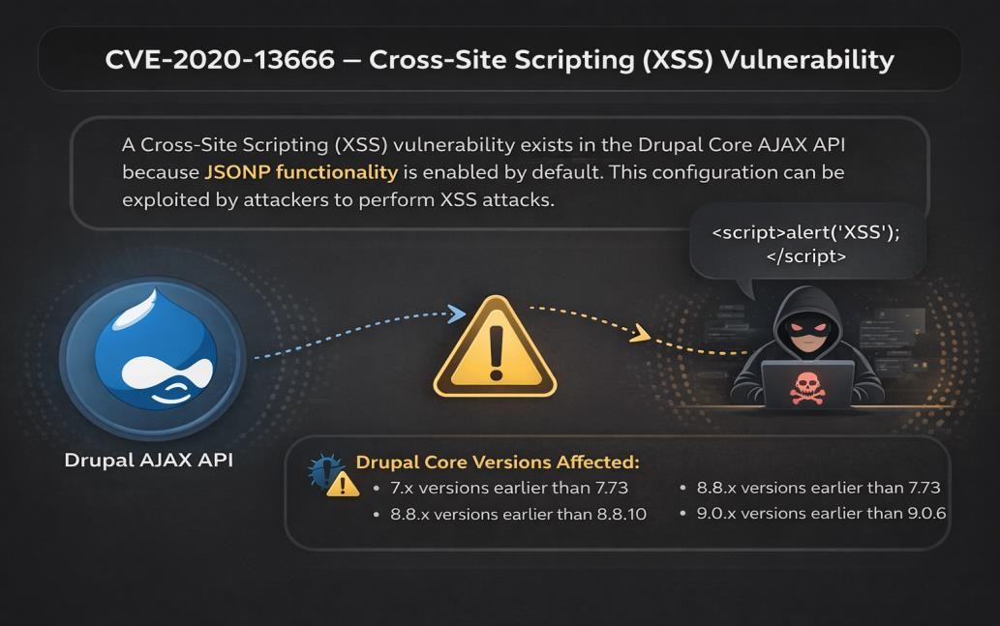 CVE-2020-13666 – Cross-Site Scripting (XSS) Vulnerability
A Cross-Site Scripting (XSS) vulnerability exists in the Drupal Core AJAX API
because JSONP functionality is enabled by default. This configuration can be
exploited by attackers to perform XSS attacks.
<script>alert('XSS');
</script>
Drupal AJAX API
Drupal Core Versions Affected:
• 7.x versions earlier than 7.73
• 8.8.x versions earlier than 8.8.10
• 8.8.x versions earlier than 7.73
• 9.0.x versions earlier than 9.0.6